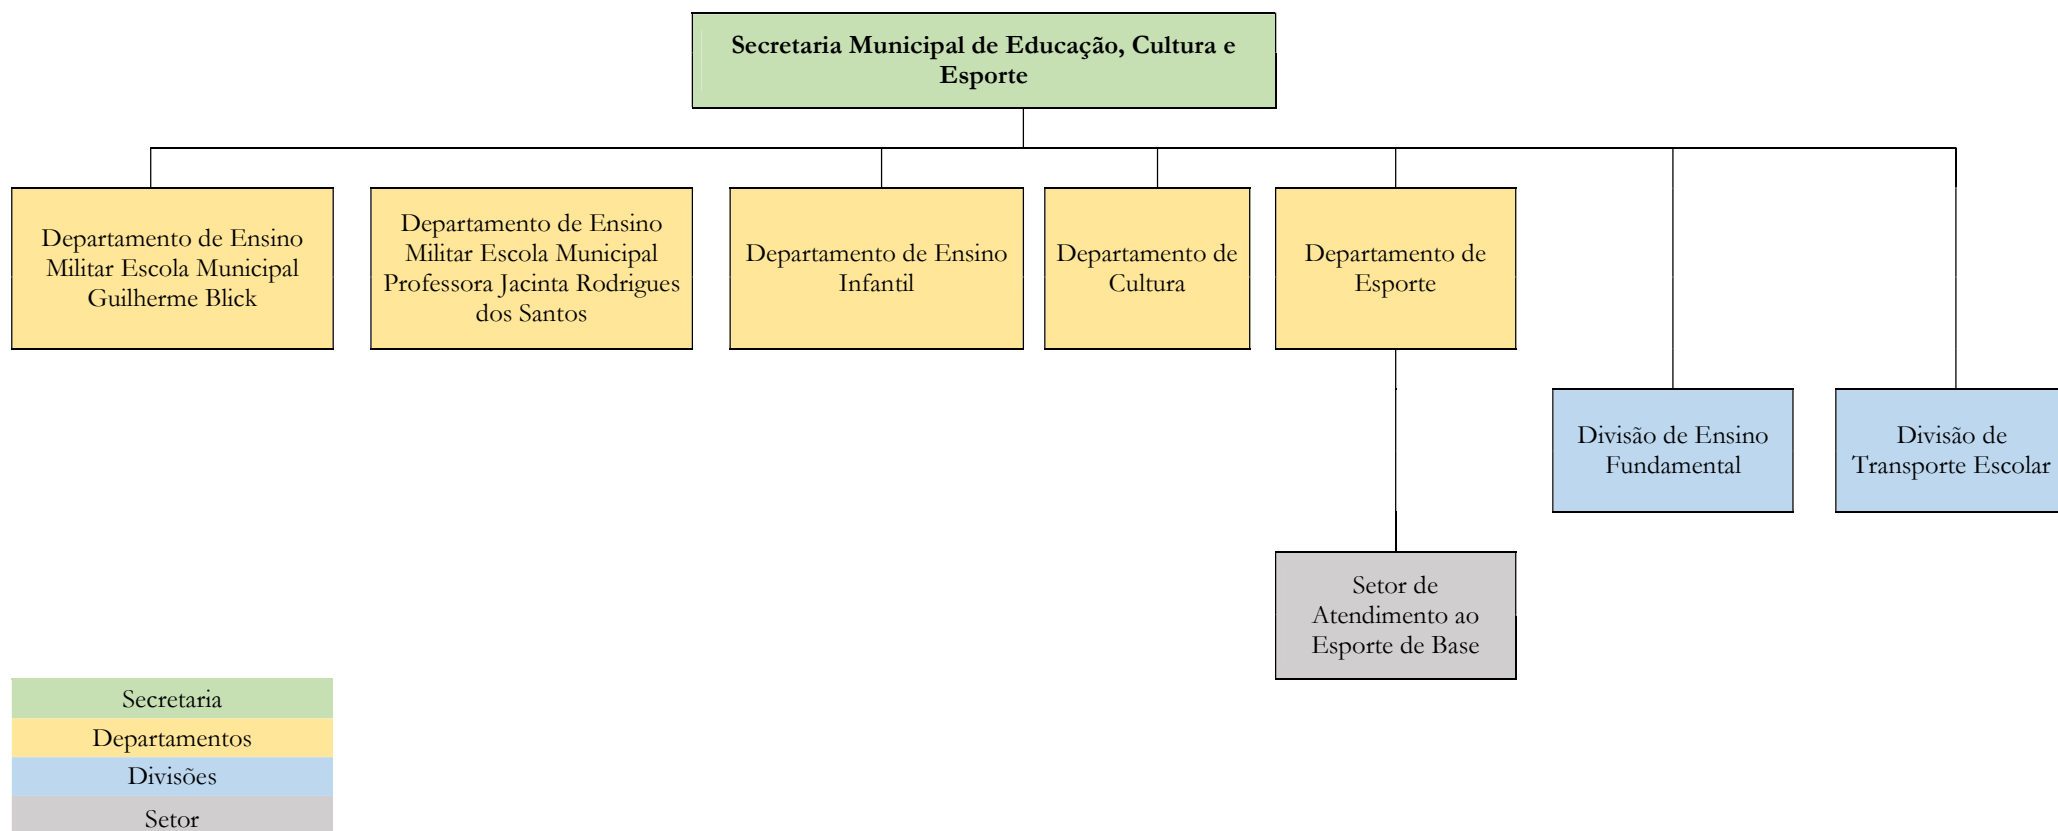 Secretaria Municipal de Educação, Cultura e
Esporte
Departamento de Ensino
Militar Escola Municipal
Guilherme Blick
Departamento de Ensino
Militar Escola Municipal
Professora Jacinta Rodrigues
dos Santos
Departamento de Ensino
Infantil
Departamento de
Cultura
Departamento de
Esporte
Divisão de Ensino
Fundamental
Divisão de
Transporte Escolar
Setor de
Atendimento ao
Esporte de Base
Secretaria
Departamentos
Divisões
Setor